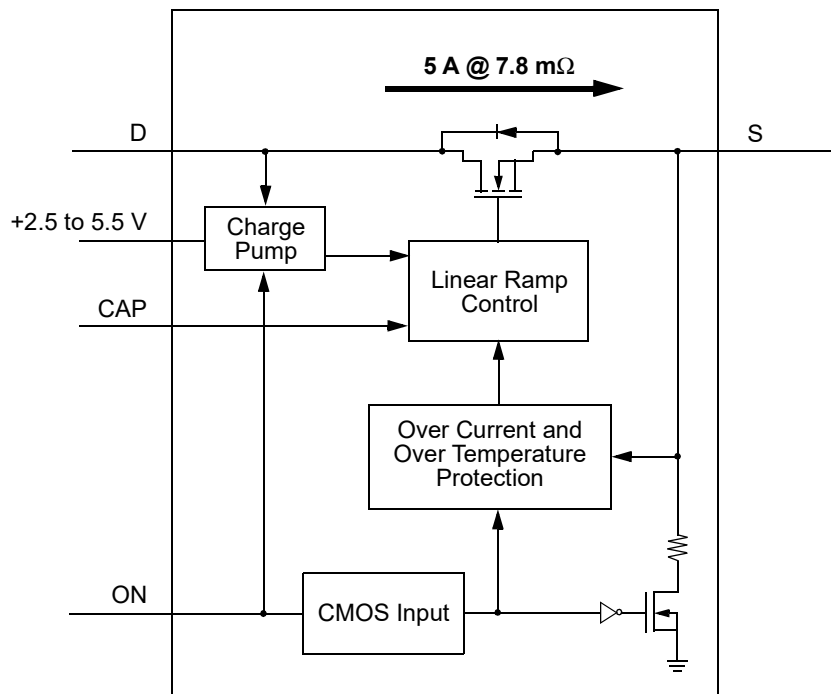 5 A @ 7.8 mΩ
D
S
+2.5 to 5.5 V
Charge
Pump
Linear Ramp
Control
CAP
Over Current and
Over Temperature
Protection
ON
CMOS Input